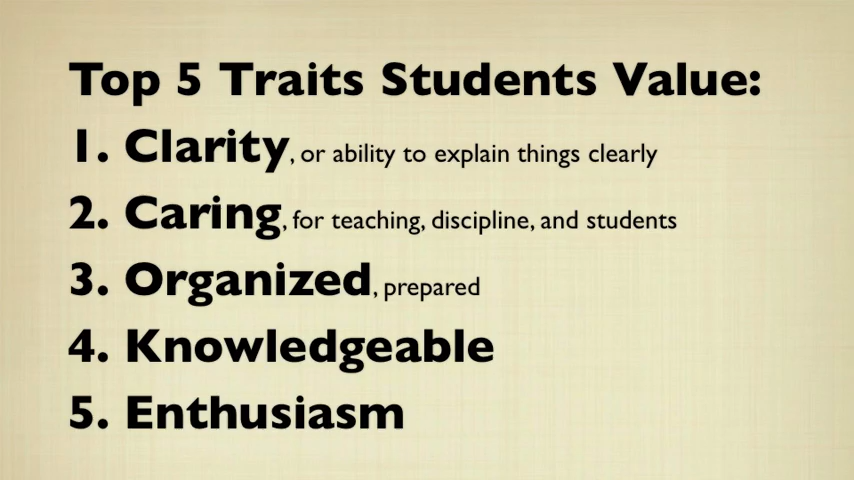 Top 5 Traits Students Value:
1. Clarity, or ability to explain things clearly
2. Caring, for teaching, discipline, and students
3. Organized, prepared
4. Knowledgeable
5. Enthusiasm